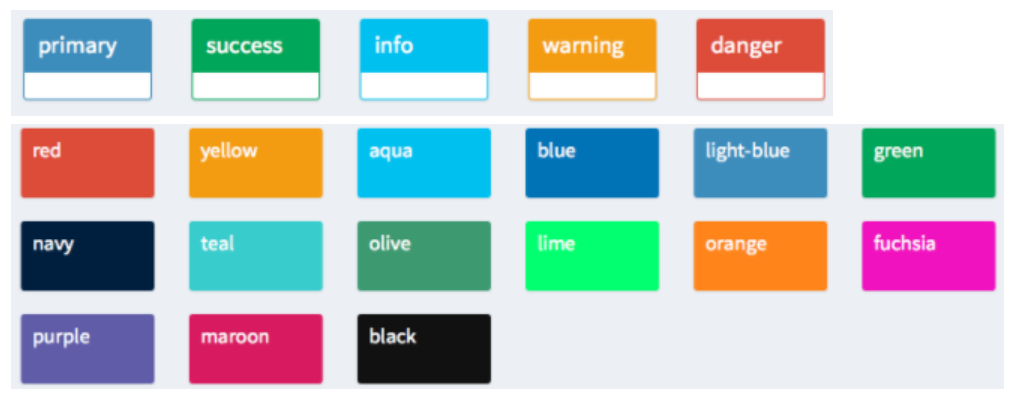 primary success info warning danger
red yellow aqua blue light-blue green
navy teal olive lime orange fuchsia
purple maroon black